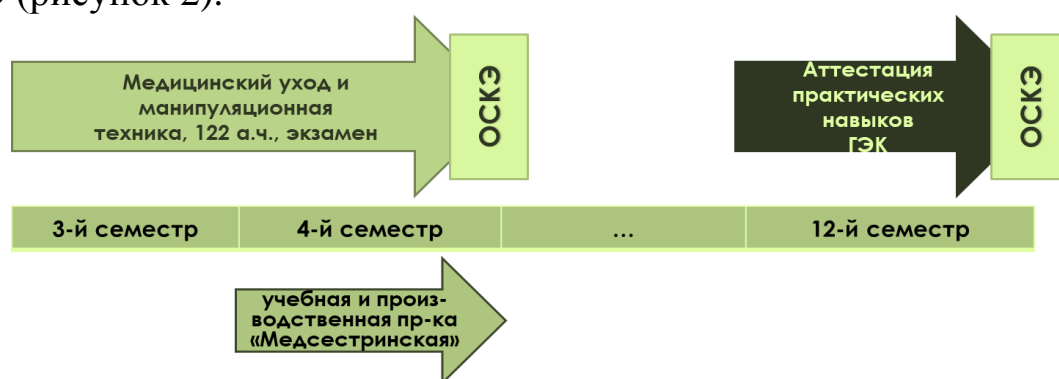 (рисунок 2).
Медицинский уход и
манипуляционная
техника, 122 а.ч., экзамен
ОСКЭ
Аттестация
практических
навыков
ГЭК
ОСКЭ
3-й семестр
4-й семестр
...
12-й семестр
учебная и произ-
водственная пр-ка
«Медсестринская»